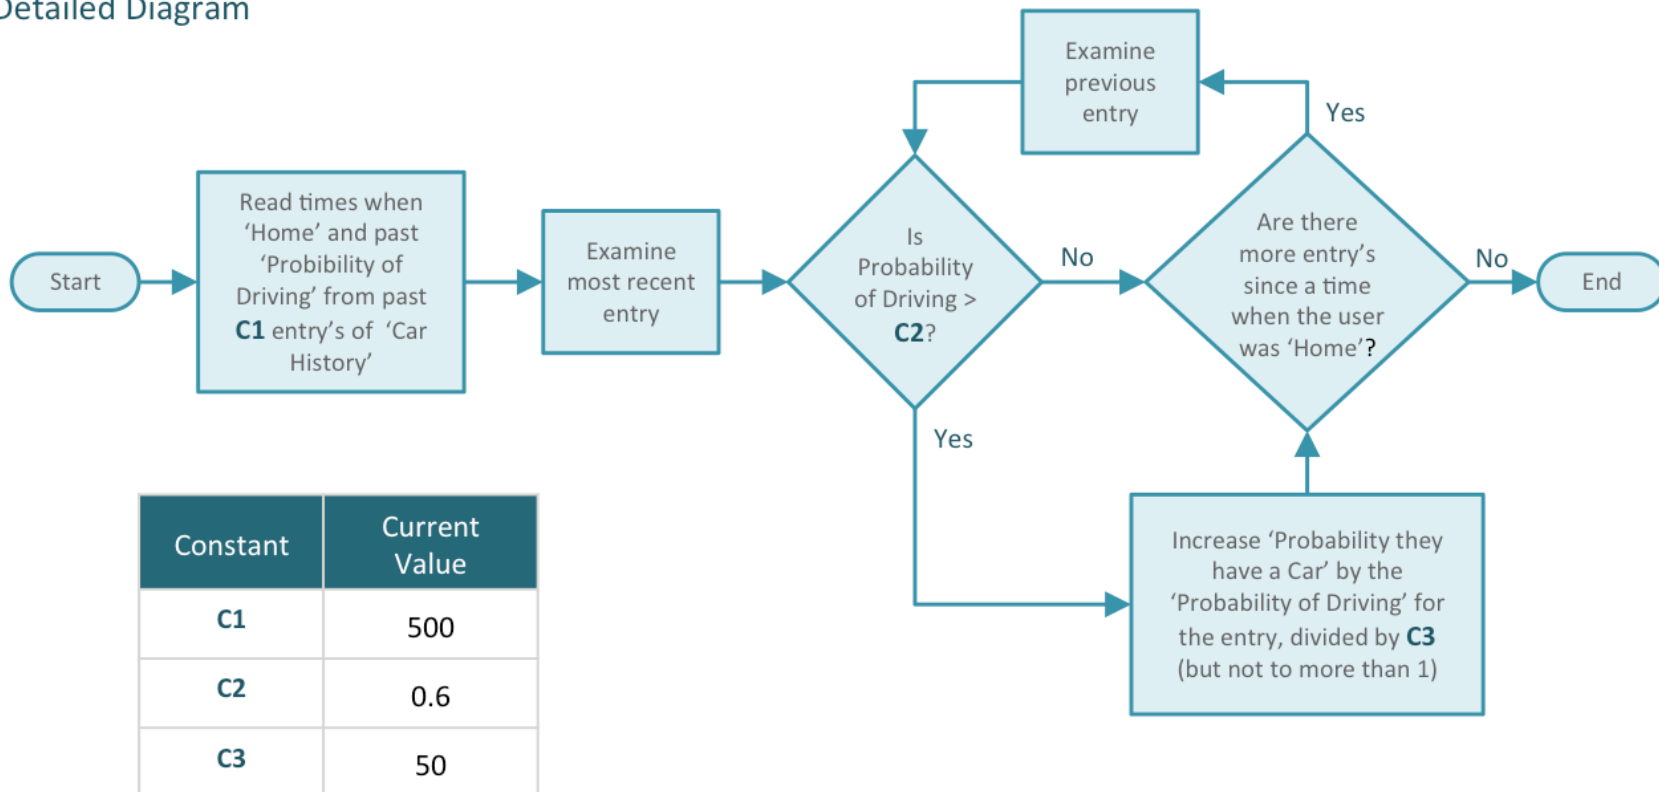 Detailed Diagram
Start
Read times when
‘Home’ and past
‘Probibility of
Driving’ from past
C1 entry’s of ‘Car
History’
Examine
most recent
entry
Is
Probability
of Driving >
C2?
Yes
No
Examine
previous
entry
Yes
Are there
more entry’s
since a time
when the user
was ‘Home’?
No
End
Increase ‘Probability they
have a Car’ by the
‘Probability of Driving’ for
the entry, divided by C3
(but not to more than 1)
Constant
Current
Value
C1
500
C2
0.6
C3
50